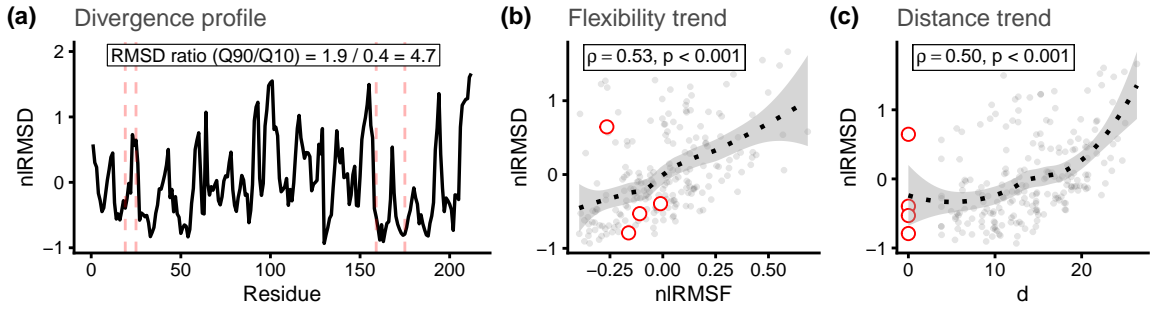 (a) Divergence profile
RMSD ratio (Q90/Q10) = 1.9 / 0.4 = 4.7
nlRMSD
2
1
0
−1
0 50 100 150 200
Residue
(b) Flexibility trend
ρ = 0.53, p < 0.001
nlRMSD
1
0
−1
−0.25 0.00 0.25 0.50
nlRMSF
(c) Distance trend
ρ = 0.50, p < 0.001
nlRMSD
1
0
−1
0 10 20
d